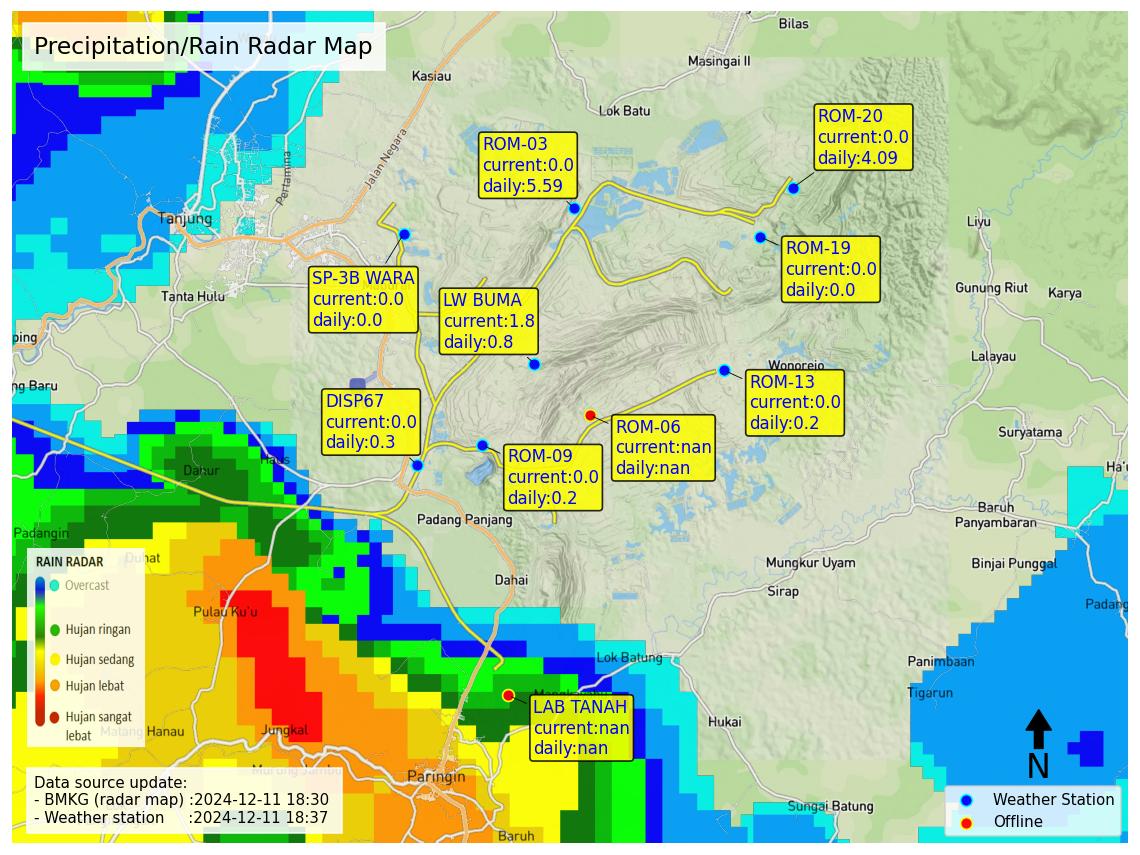 Precipitation/Rain Radar Map
Bilas
Masingai II
Kasiau
Lok Batu
ROM-20
current:0.0
daily:4.09
ROM-03
current:0.0
daily:5.59
Jalan Negara
Pertamina
Tanjung
Liyu
ROM-19
current:0.0
daily:0.0
SP-3B WARA
current:0.0
daily:0.0
Tanta Hulu
LW BUMA
current:1.8
daily:0.8
Gunung Riut
Karya
ping
Lalayau
Wonorejo
ng Baru
ROM-13
current:0.0
daily:0.2
DISP67
current:0.0
daily:0.3
ROM-06
current:nan
daily:nan
Suryatama
ROM-09
current:0.0
daily:0.2
Haus
Dahur
Ha'u
Padang Panjang
Baruh
Panyambaran
Padangin
Duhat
Mungkur Uyam
Binjai Punggal
RAIN RADAR
Overcast
Hujan ringan
Hujan sedang
Hujan lebat
Hujan sangat
lebat
Dahai
Sirap
Padang
Pulau Ku'u
Lok Batung
Panimbaan
Tigarun
LAB TANAH
current:nan
daily:nan
Hukai
Matang Hanau
Jungkal
N
Murung Jambu
Paringin
Data source update:
- BMKG (radar map) :2024-12-11 18:30
- Weather station :2024-12-11 18:37
Sungai Batung
Weather Station
Offline
Baruh